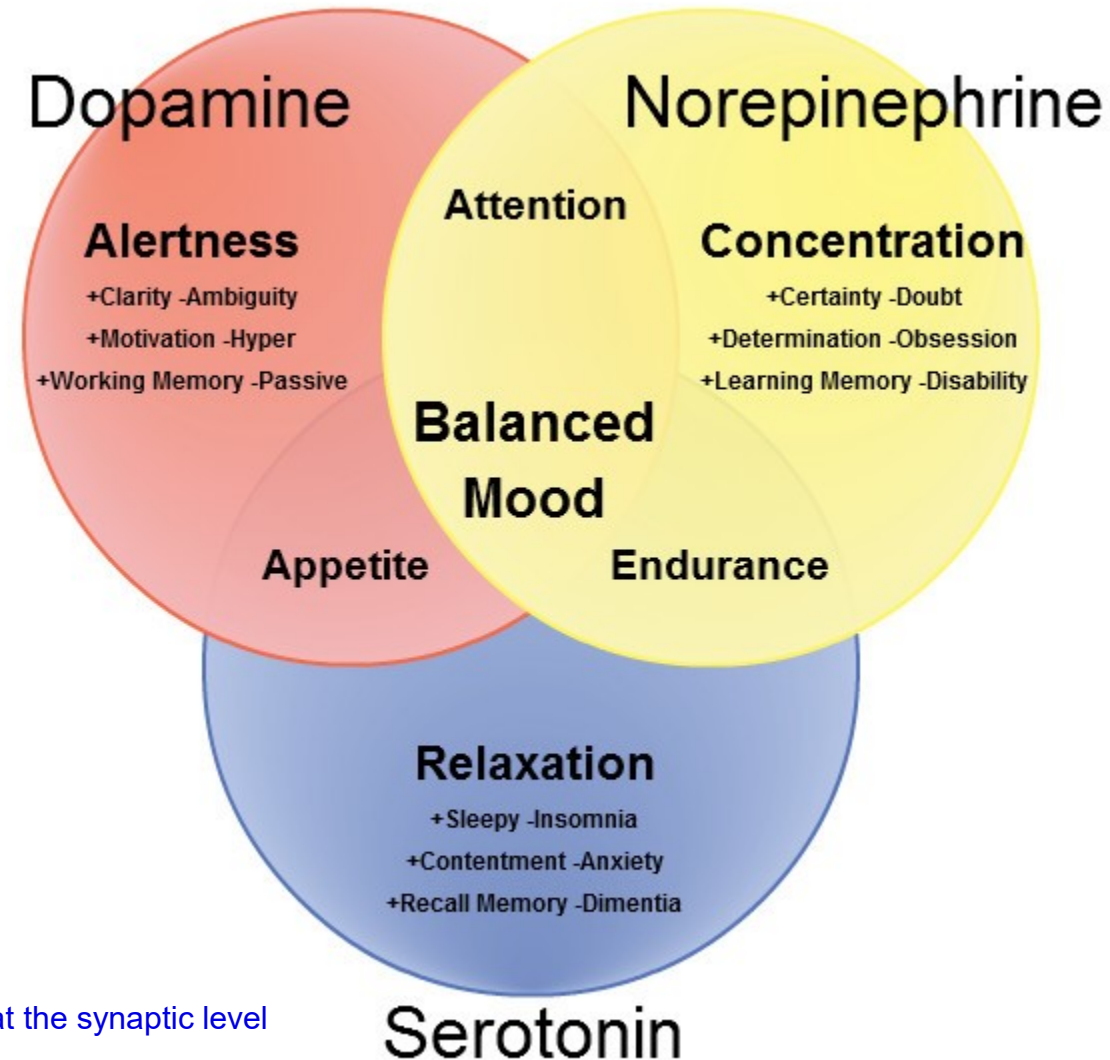 Dopamine
Norepinephrine
Attention
Alertness
+Clarity -Ambiguity
+Motivation -Hyper
+Working Memory -Passive
Concentration
+Certainty -Doubt
+Determination -Obsession
+Learning Memory -Disability
Balanced
Mood
Appetite
Endurance
Relaxation
+Sleepy -Insomnia
+Contentment -Anxiety
+Recall Memory -Dimentia
at the synaptic level
Serotonin